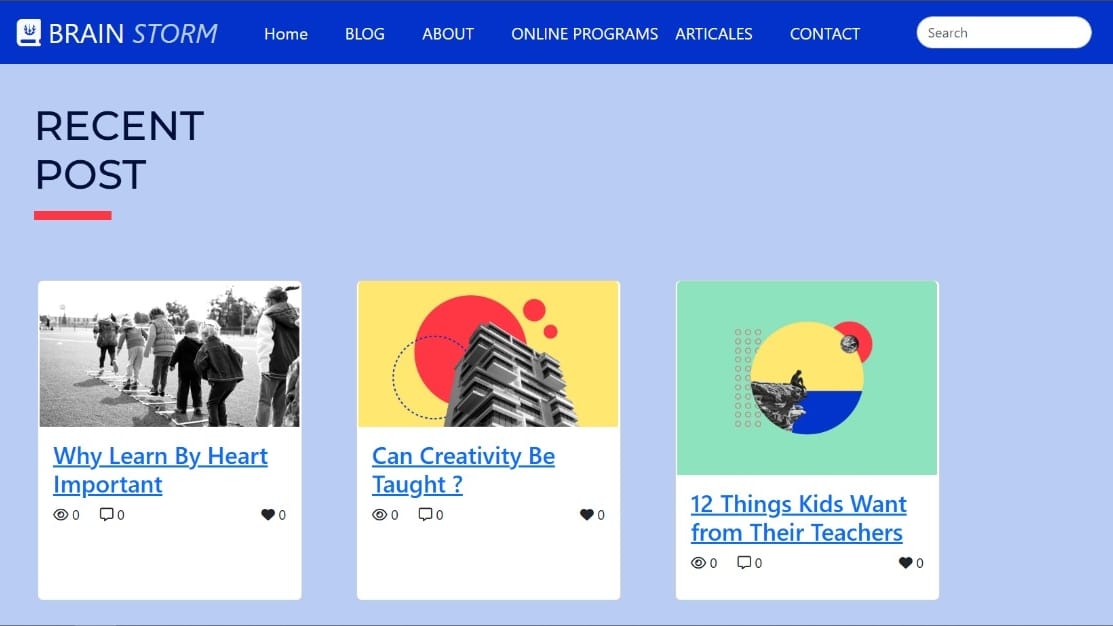 BRAIN STORM
Home BLOG ABOUT ONLINE PROGRAMS ARTICALES CONTACT
Search
RECENT
POST
Why Learn By Heart
Important
0 0 0
Can Creativity Be
Taught ?
0 0 0
12 Things Kids Want
from Their Teachers
0 0 0